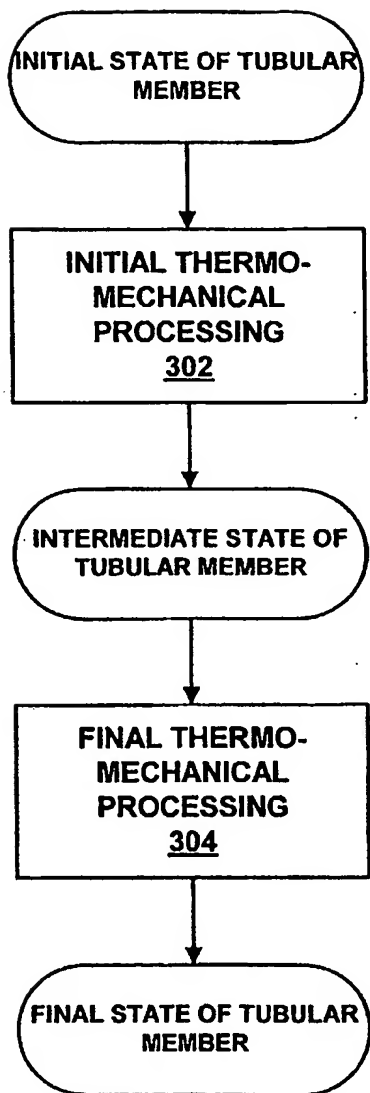 INITIAL STATE OF TUBULAR
MEMBER
INITIAL THERMO-
MECHANICAL
PROCESSING
302
INTERMEDIATE STATE OF
TUBULAR MEMBER
FINAL THERMO-
MECHANICAL
PROCESSING
304
FINAL STATE OF TUBULAR
MEMBER